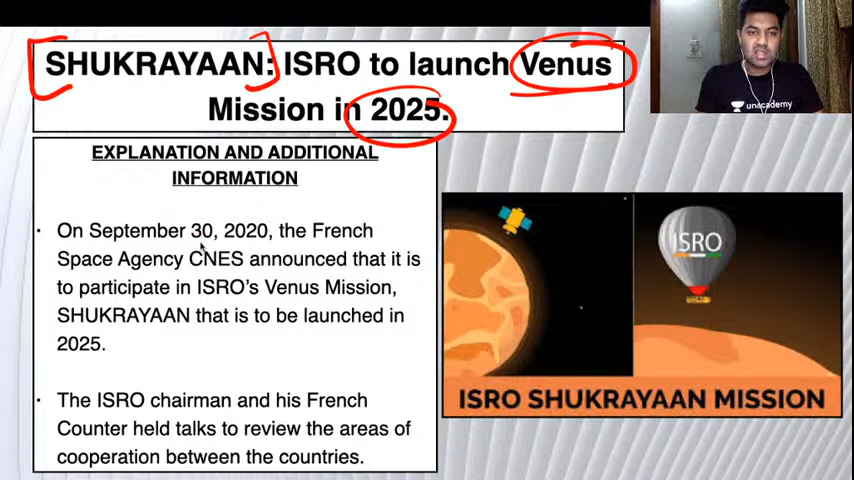 SHUKRAYAAN: ISRO to launch Venus
Mission in 2025.
unacademy
EXPLANATION AND ADDITIONAL
INFORMATION
· On September 30, 2020, the French
Space Agency CNES announced that it is
to participate in ISRO's Venus Mission,
SHUKRAYAAN that is to be launched in
2025.
· The ISRO chairman and his French
Counter held talks to review the areas of
cooperation between the countries.
ISRO
ISRO SHUKRAYAAN MISSION